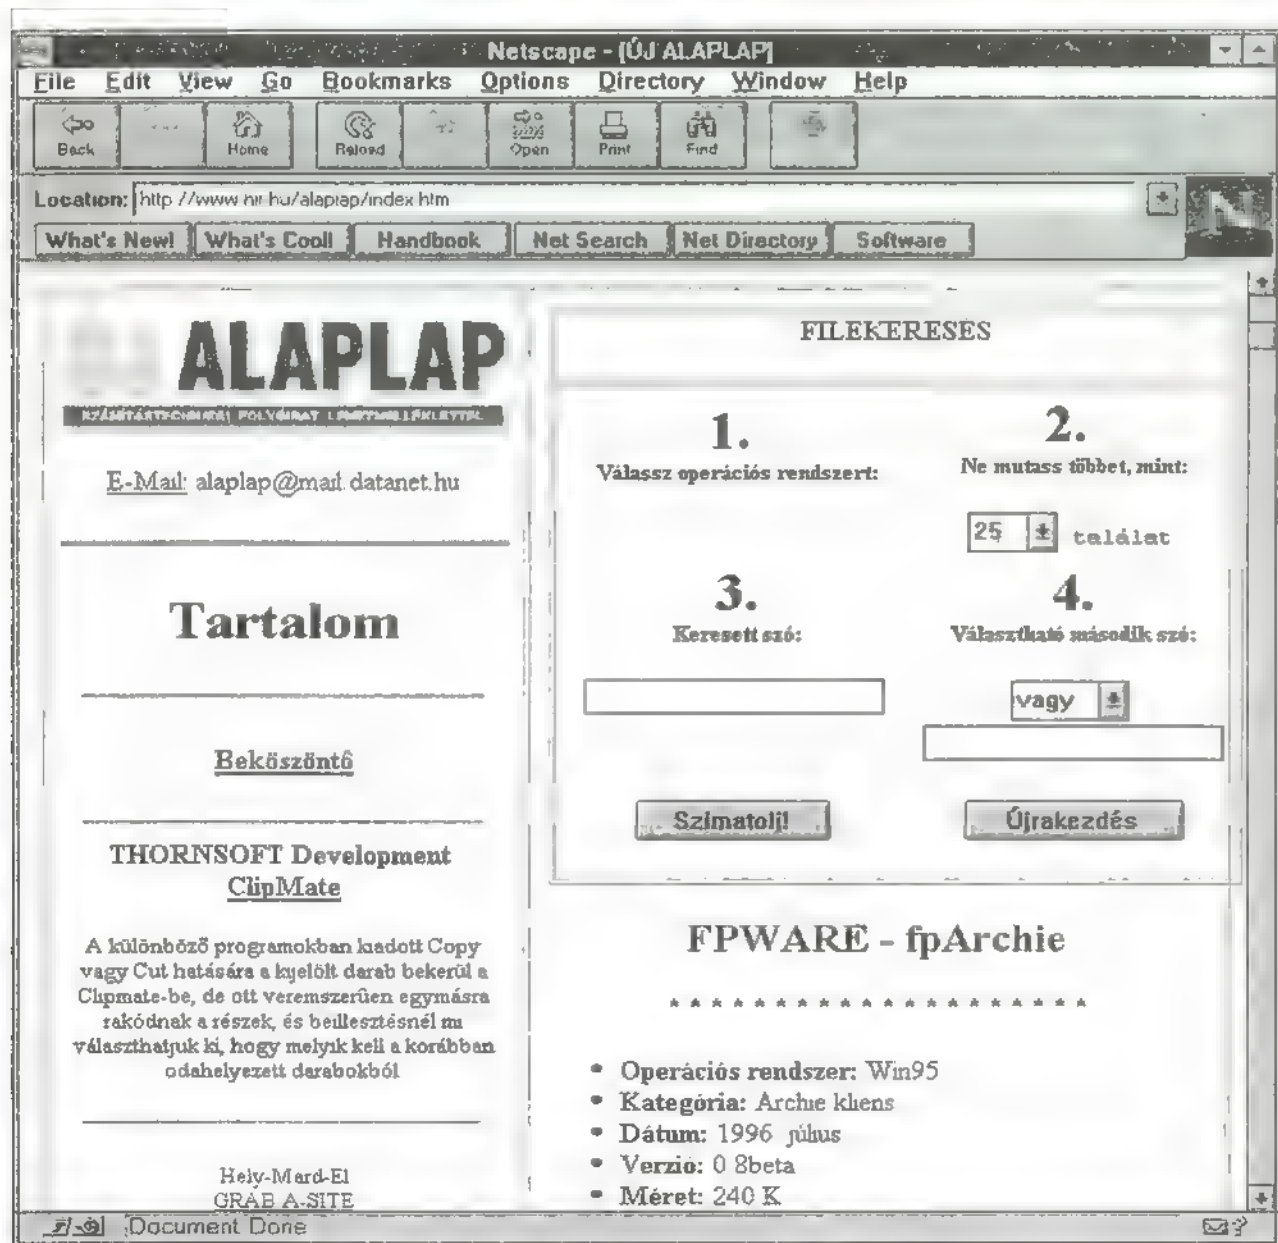 Netscape - [ÚJ ALAPLAP]
File Edit View Go Bookmarks Options Directory Window Help
Back Home Reload Open Print Find
Location: http://www.hir.hu/alaplap/index.htm
What's New! What's Cool! Handbook Net Search Net Directory Software
ÚJ ALAPLAP
SZÁMÍTÁSTECHNIKAI FOLYÓIRAT LEMEZMELLÉKLETTEL
E-Mail: alaplap@mail.datanet.hu
Tartalom
Beköszöntő
THORNSOFT Development
ClipMate
A különböző programokban kiadott Copy
vagy Cut hatására a kijelölt darab bekerül a
Clipmate-be, de ott veremszerűen egymásra
rakódnak a részek, és beillesztésnél mi
választhatjuk ki, hogy melyik kell a korábban
odahelyezett darabokból
Hely-Mard-El
GRAB A-SITE
FILEKERESÉS
1.
Válassz operációs rendszert:
2.
Ne mutass többet, mint:
25 találat
3.
Keresett szó:
4.
Választható második szó:
vagy
Szimatolj!
Újrakezdés
FPWARE - fpArchie
* * * * * * * * * * * * * * * * * * * * * *
• Operációs rendszer: Win95
• Kategória: Archie kliens
• Dátum: 1996 július
• Verzió: 0.8beta
• Méret: 240 K
Document Done